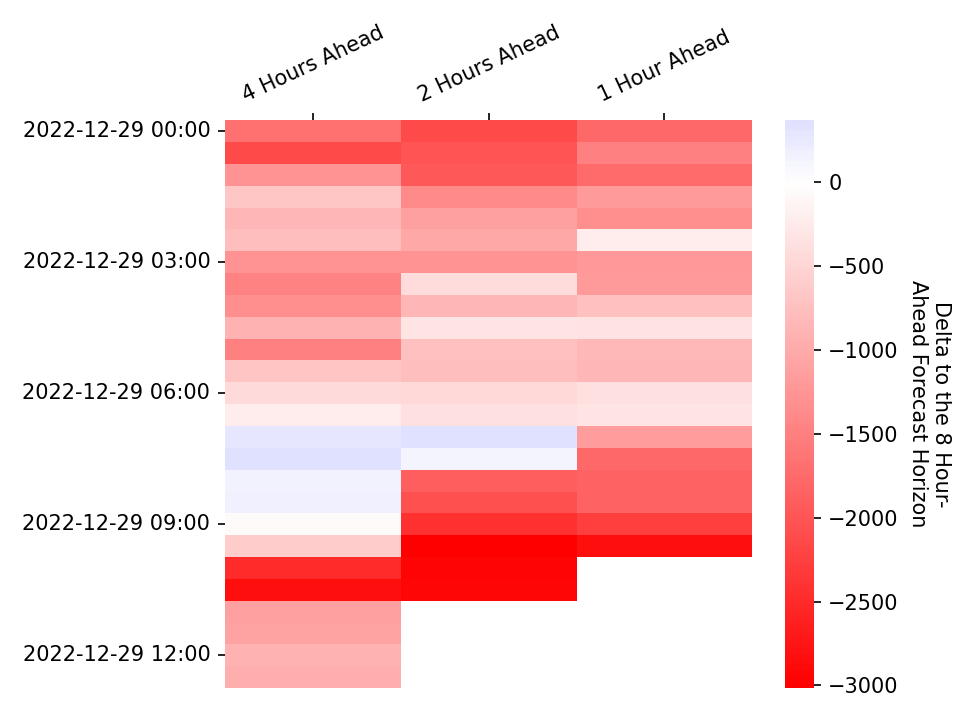 4 Hours Ahead
2 Hours Ahead
1 Hour Ahead
2022-12-29 00:00
2022-12-29 03:00
2022-12-29 06:00
2022-12-29 09:00
2022-12-29 12:00
0
−500
−1000
−1500
−2000
−2500
−3000
Delta to the 8 Hour-
Ahead Forecast Horizon